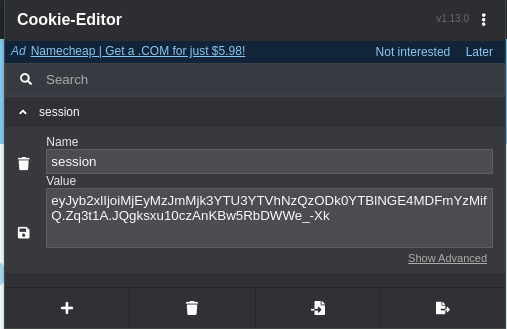 Cookie-Editor
v1.13.0
Ad Namecheap | Get a .COM for just $5.98!
Not interested
Later
Search
session
Name
session
Value
eyJyb2xlIjoiMjEyMzJmMjk3YTU3YTVhNzQzODk0YTBlNGE4MDFmYzMif
Q.Zq3t1A.JQgksxu10czAnKBw5RbDWWe_-Xk
Show Advanced